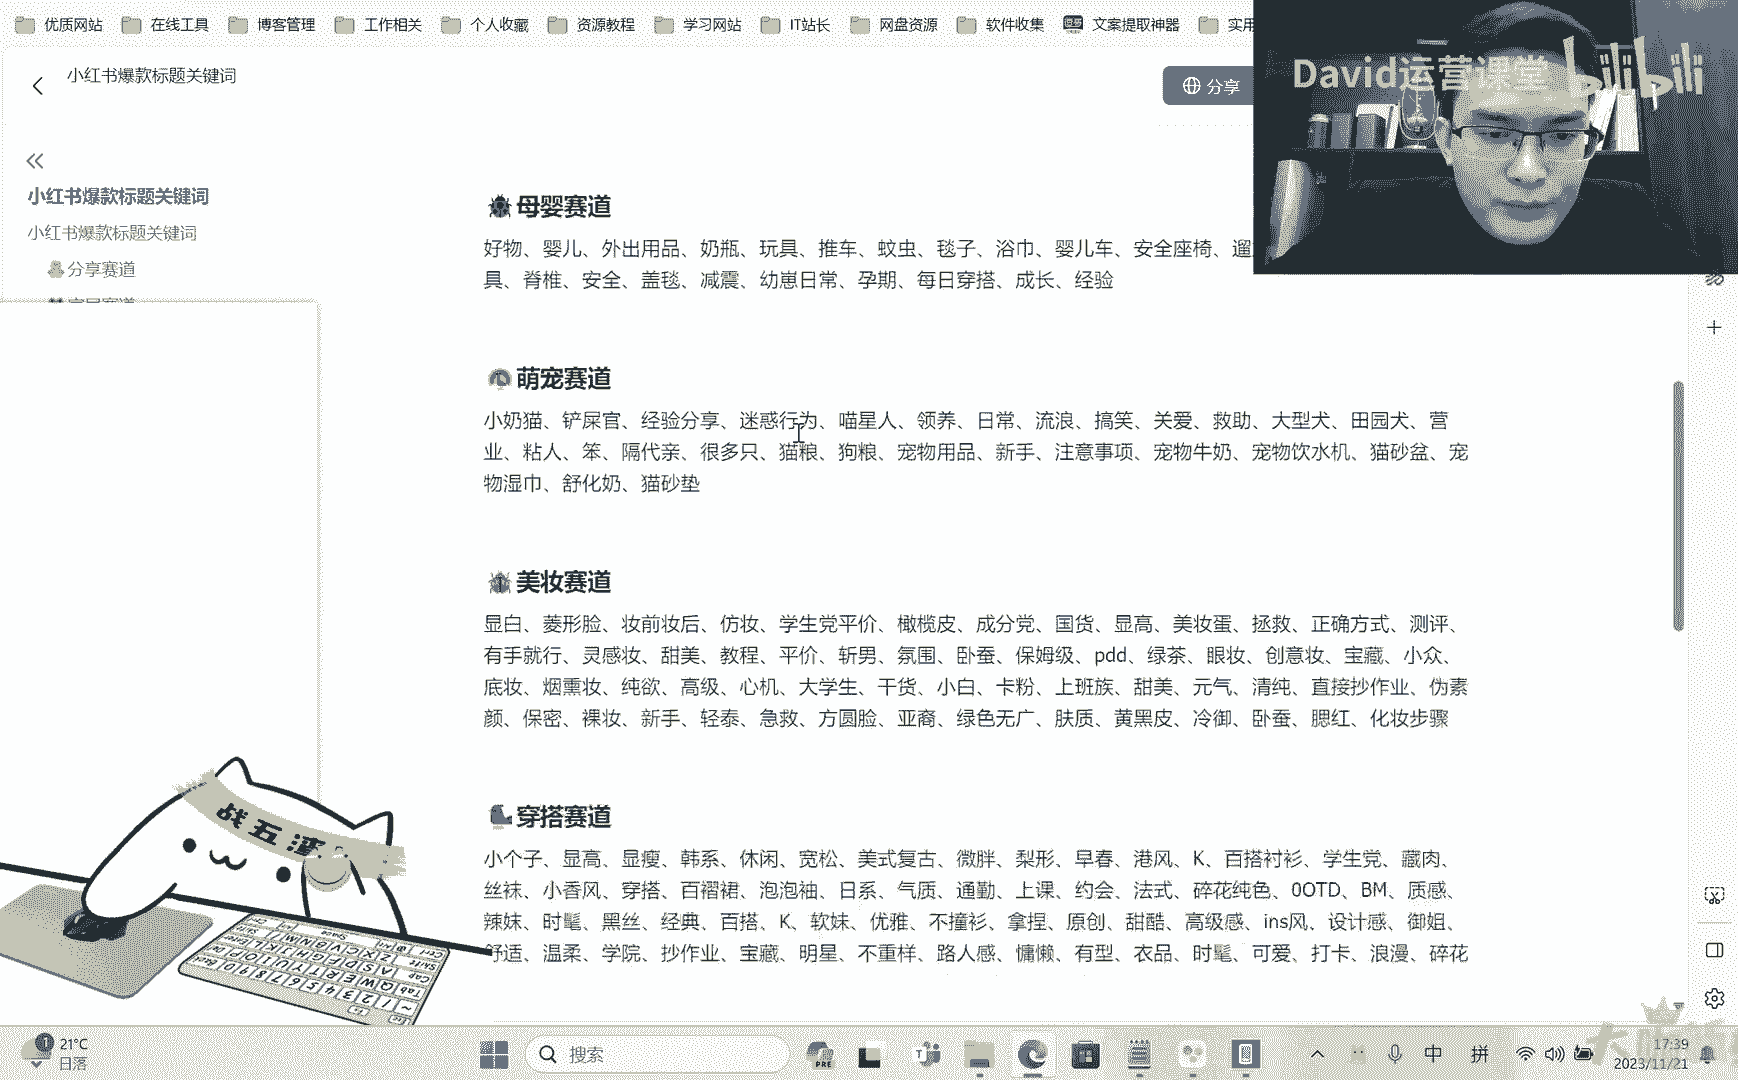 优质网站 在线工具 博客管理 工作相关 个人收藏 资源教程 学习网站 IT站长 网盘资源 软件收集 文案提取神器 实用
小红书爆款标题关键词
分享
David运营课堂 bilibili
小红书爆款标题关键词
小红书爆款标题关键词
分享赛道
母婴赛道
好物、婴儿、外出用品、奶瓶、玩具、推车、蚊虫、毯子、浴巾、婴儿车、安全座椅、遛
具、脊椎、安全、盖毯、减震、幼崽日常、孕期、每日穿搭、成长、经验
萌宠赛道
小奶猫、铲屎官、经验分享、迷惑行为、喵星人、领养、日常、流浪、搞笑、关爱、救助、大型犬、田园犬、营
业、粘人、笨、隔代亲、很多只、猫粮、狗粮、宠物用品、新手、注意事项、宠物牛奶、宠物饮水机、猫砂盆、宠
物湿巾、舒化奶、猫砂垫
美妆赛道
显白、菱形脸、妆前妆后、仿妆、学生党平价、橄榄皮、成分党、国货、显高、美妆蛋、拯救、正确方式、测评、
有手就行、灵感妆、甜美、教程、平价、斩男、氛围、卧蚕、保姆级、pdd、绿茶、眼妆、创意妆、宝藏、小众、
底妆、烟熏妆、纯欲、高级、心机、大学生、干货、小白、卡粉、上班族、甜美、元气、清纯、直接抄作业、伪素
颜、保密、裸妆、新手、轻泰、急救、方圆脸、亚裔、绿色无广、肤质、黄黑皮、冷御、卧蚕、腮红、化妆步骤
穿搭赛道
小个子、显高、显瘦、韩系、休闲、宽松、美式复古、微胖、梨形、早春、港风、K、百搭衬衫、学生党、藏肉、
丝袜、小香风、穿搭、百褶裙、泡泡袖、日系、气质、通勤、上课、约会、法式、碎花纯色、0OTD、BM、质感、
辣妹、时髦、黑丝、经典、百搭、K、软妹、优雅、不撞衫、拿捏、原创、甜酷、高级感、ins风、设计感、御姐、
舒适、温柔、学院、抄作业、宝藏、明星、不重样、路人感、慵懒、有型、衣品、时髦、可爱、打卡、浪漫、碎花
战五渣
1
21°C
日落
搜索
PRE
中 拼
17:39
2023/11/21